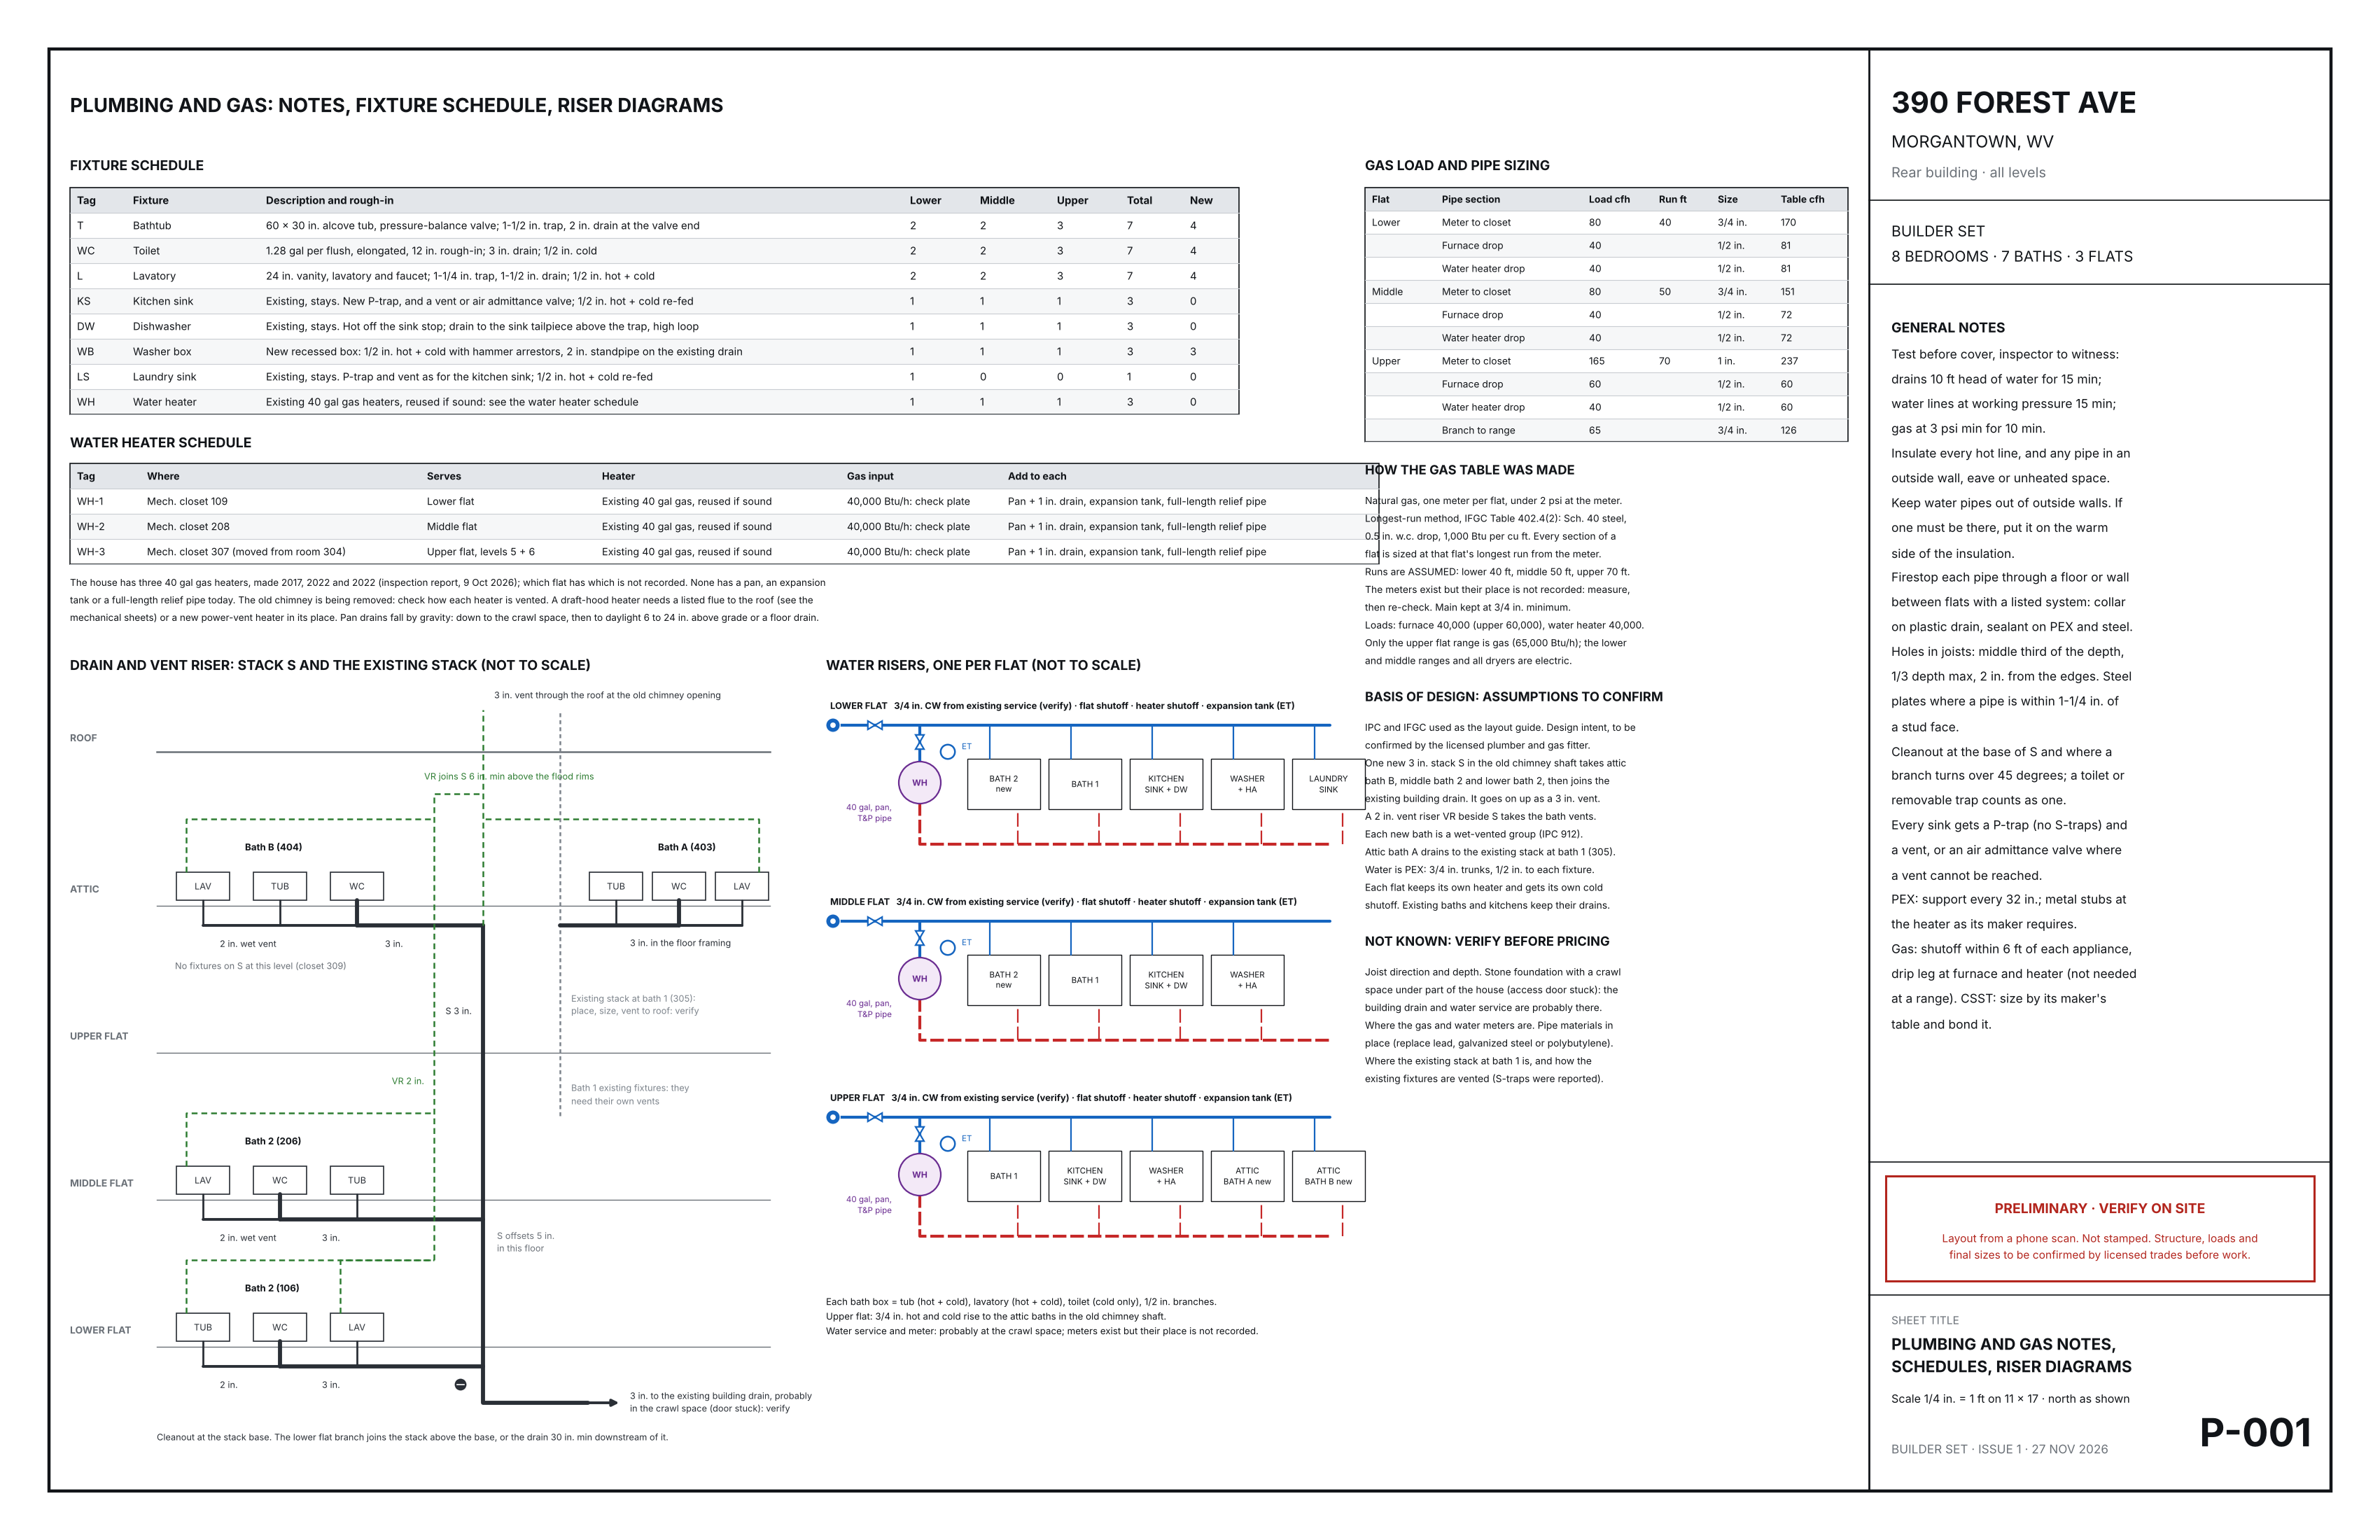 PLUMBING AND GAS: NOTES, FIXTURE SCHEDULE, RISER DIAGRAMS
FIXTURE SCHEDULE
Tag Fixture Description and rough-in Lower Middle Upper Total New
T Bathtub 60 × 30 in. alcove tub, pressure-balance valve; 1-1/2 in. trap, 2 in. drain at the valve end 2 2 3 7 4
WC Toilet 1.28 gal per flush, elongated, 12 in. rough-in; 3 in. drain; 1/2 in. cold 2 2 3 7 4
L Lavatory 24 in. vanity, lavatory and faucet; 1-1/4 in. trap, 1-1/2 in. drain; 1/2 in. hot + cold 2 2 3 7 4
KS Kitchen sink Existing, stays. New P-trap, and a vent or air admittance valve; 1/2 in. hot + cold re-fed 1 1 1 3 0
DW Dishwasher Existing, stays. Hot off the sink stop; drain to the sink tailpiece above the trap, high loop 1 1 1 3 0
WB Washer box New recessed box: 1/2 in. hot + cold with hammer arrestors, 2 in. standpipe on the existing drain 1 1 1 3 3
LS Laundry sink Existing, stays. P-trap and vent as for the kitchen sink; 1/2 in. hot + cold re-fed 1 0 0 1 0
WH Water heater Existing 40 gal gas heaters, reused if sound: see the water heater schedule 1 1 1 3 0
WATER HEATER SCHEDULE
Tag Where Serves Heater Gas input Add to each
WH-1 Mech. closet 109 Lower flat Existing 40 gal gas, reused if sound 40,000 Btu/h: check plate Pan + 1 in. drain, expansion tank, full-length relief pipe
WH-2 Mech. closet 208 Middle flat Existing 40 gal gas, reused if sound 40,000 Btu/h: check plate Pan + 1 in. drain, expansion tank, full-length relief pipe
WH-3 Mech. closet 307 (moved from room 304) Upper flat, levels 5 + 6 Existing 40 gal gas, reused if sound 40,000 Btu/h: check plate Pan + 1 in. drain, expansion tank, full-length relief pipe
The house has three 40 gal gas heaters, made 2017, 2022 and 2022 (inspection report, 9 Oct 2026); which flat has which is not recorded. None has a pan, an expansion
tank or a full-length relief pipe today. The old chimney is being removed: check how each heater is vented. A draft-hood heater needs a listed flue to the roof (see the
mechanical sheets) or a new power-vent heater in its place. Pan drains fall by gravity: down to the crawl space, then to daylight 6 to 24 in. above grade or a floor drain.
DRAIN AND VENT RISER: STACK S AND THE EXISTING STACK (NOT TO SCALE)
3 in. vent through the roof at the old chimney opening
ROOF
VR joins S 6 in. min above the flood rims
Bath B (404)
Bath A (403)
ATTIC
LAV TUB WC
TUB WC LAV
2 in. wet vent 3 in.
3 in. in the floor framing
No fixtures on S at this level (closet 309)
S 3 in.
Existing stack at bath 1 (305):
place, size, vent to roof: verify
UPPER FLAT
VR 2 in.
Bath 1 existing fixtures: they
need their own vents
Bath 2 (206)
MIDDLE FLAT
LAV WC TUB
2 in. wet vent 3 in.
S offsets 5 in.
in this floor
Bath 2 (106)
LOWER FLAT
TUB WC LAV
2 in. 3 in.
3 in. to the existing building drain, probably
in the crawl space (door stuck): verify
Cleanout at the stack base. The lower flat branch joins the stack above the base, or the drain 30 in. min downstream of it.
WATER RISERS, ONE PER FLAT (NOT TO SCALE)
LOWER FLAT 3/4 in. CW from existing service (verify) · flat shutoff · heater shutoff · expansion tank (ET)
ET
WH
40 gal, pan,
T&P pipe
BATH 2
new
BATH 1
KITCHEN
SINK + DW
WASHER
+ HA
LAUNDRY
SINK
MIDDLE FLAT 3/4 in. CW from existing service (verify) · flat shutoff · heater shutoff · expansion tank (ET)
ET
WH
40 gal, pan,
T&P pipe
BATH 2
new
BATH 1
KITCHEN
SINK + DW
WASHER
+ HA
UPPER FLAT 3/4 in. CW from existing service (verify) · flat shutoff · heater shutoff · expansion tank (ET)
ET
WH
40 gal, pan,
T&P pipe
BATH 1
KITCHEN
SINK + DW
WASHER
+ HA
ATTIC
BATH A new
ATTIC
BATH B new
Each bath box = tub (hot + cold), lavatory (hot + cold), toilet (cold only), 1/2 in. branches.
Upper flat: 3/4 in. hot and cold rise to the attic baths in the old chimney shaft.
Water service and meter: probably at the crawl space; meters exist but their place is not recorded.
GAS LOAD AND PIPE SIZING
Flat Pipe section Load cfh Run ft Size Table cfh
Lower Meter to closet 80 40 3/4 in. 170
Furnace drop 40 1/2 in. 81
Water heater drop 40 1/2 in. 81
Middle Meter to closet 80 50 3/4 in. 151
Furnace drop 40 1/2 in. 72
Water heater drop 40 1/2 in. 72
Upper Meter to closet 165 70 1 in. 237
Furnace drop 60 1/2 in. 60
Water heater drop 40 1/2 in. 60
Branch to range 65 3/4 in. 126
HOW THE GAS TABLE WAS MADE
Natural gas, one meter per flat, under 2 psi at the meter.
Longest-run method, IFGC Table 402.4(2): Sch. 40 steel,
0.5 in. w.c. drop, 1,000 Btu per cu ft. Every section of a
flat is sized at that flat's longest run from the meter.
Runs are ASSUMED: lower 40 ft, middle 50 ft, upper 70 ft.
The meters exist but their place is not recorded: measure,
then re-check. Main kept at 3/4 in. minimum.
Loads: furnace 40,000 (upper 60,000), water heater 40,000.
Only the upper flat range is gas (65,000 Btu/h); the lower
and middle ranges and all dryers are electric.
BASIS OF DESIGN: ASSUMPTIONS TO CONFIRM
IPC and IFGC used as the layout guide. Design intent, to be
confirmed by the licensed plumber and gas fitter.
One new 3 in. stack S in the old chimney shaft takes attic
bath B, middle bath 2 and lower bath 2, then joins the
existing building drain. It goes on up as a 3 in. vent.
A 2 in. vent riser VR beside S takes the bath vents.
Each new bath is a wet-vented group (IPC 912).
Attic bath A drains to the existing stack at bath 1 (305).
Water is PEX: 3/4 in. trunks, 1/2 in. to each fixture.
Each flat keeps its own heater and gets its own cold
shutoff. Existing baths and kitchens keep their drains.
NOT KNOWN: VERIFY BEFORE PRICING
Joist direction and depth. Stone foundation with a crawl
space under part of the house (access door stuck): the
building drain and water service are probably there.
Where the gas and water meters are. Pipe materials in
place (replace lead, galvanized steel or polybutylene).
Where the existing stack at bath 1 is, and how the
existing fixtures are vented (S-traps were reported).
390 FOREST AVE
MORGANTOWN, WV
Rear building · all levels
BUILDER SET
8 BEDROOMS · 7 BATHS · 3 FLATS
GENERAL NOTES
Test before cover, inspector to witness:
drains 10 ft head of water for 15 min;
water lines at working pressure 15 min;
gas at 3 psi min for 10 min.
Insulate every hot line, and any pipe in an
outside wall, eave or unheated space.
Keep water pipes out of outside walls. If
one must be there, put it on the warm
side of the insulation.
Firestop each pipe through a floor or wall
between flats with a listed system: collar
on plastic drain, sealant on PEX and steel.
Holes in joists: middle third of the depth,
1/3 depth max, 2 in. from the edges. Steel
plates where a pipe is within 1-1/4 in. of
a stud face.
Cleanout at the base of S and where a
branch turns over 45 degrees; a toilet or
removable trap counts as one.
Every sink gets a P-trap (no S-traps) and
a vent, or an air admittance valve where
a vent cannot be reached.
PEX: support every 32 in.; metal stubs at
the heater as its maker requires.
Gas: shutoff within 6 ft of each appliance,
drip leg at furnace and heater (not needed
at a range). CSST: size by its maker's
table and bond it.
PRELIMINARY · VERIFY ON SITE
Layout from a phone scan. Not stamped. Structure, loads and
final sizes to be confirmed by licensed trades before work.
SHEET TITLE
PLUMBING AND GAS NOTES,
SCHEDULES, RISER DIAGRAMS
Scale 1/4 in. = 1 ft on 11 × 17 · north as shown
BUILDER SET · ISSUE 1 · 27 NOV 2026
P-001